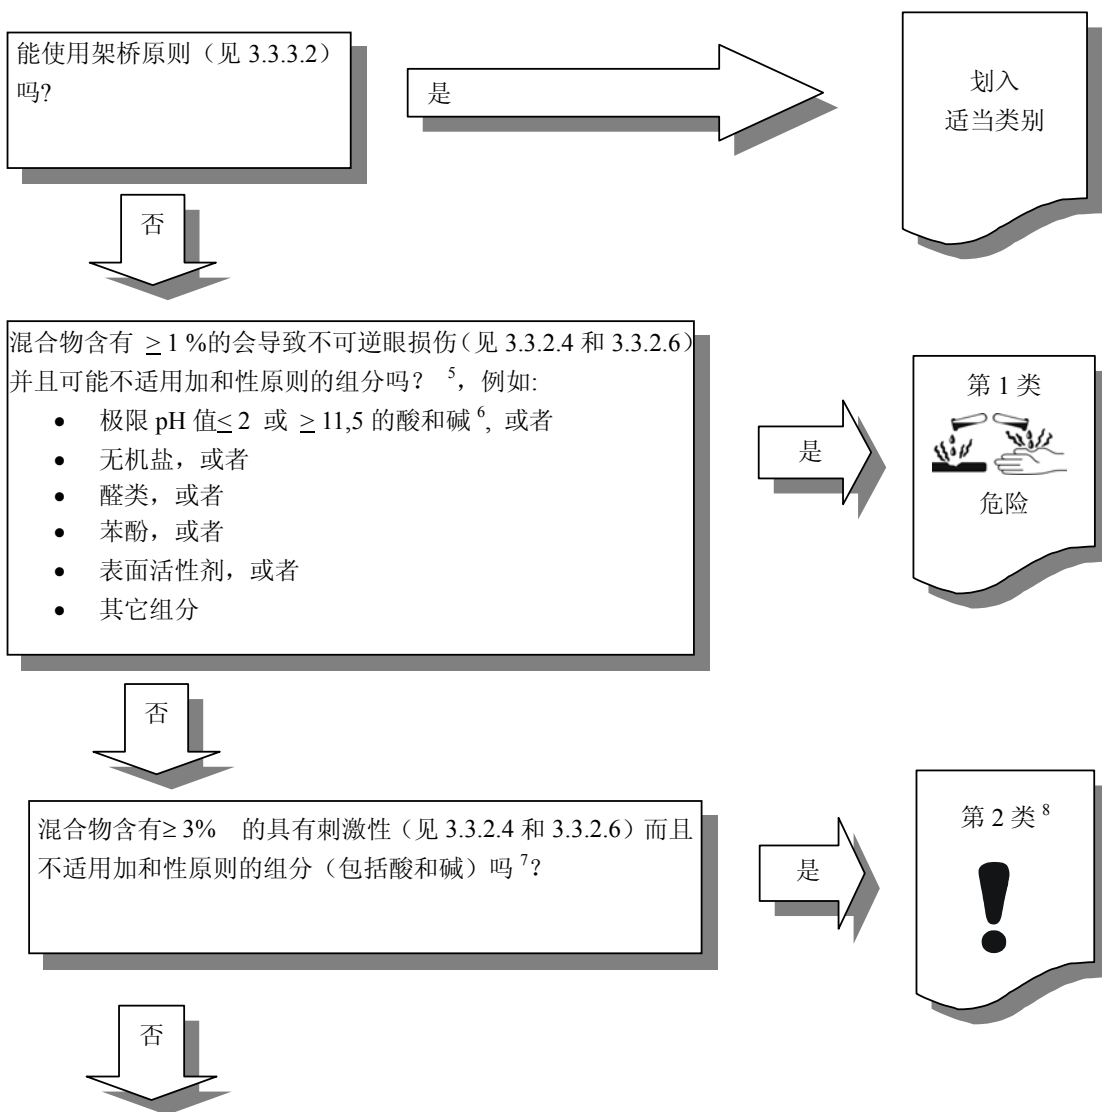 能使用架桥原则（见 3.3.3.2）
吗?
是
划入
适当类别
否
混合物含有 ≥ 1 %的会导致不可逆眼损伤（见 3.3.2.4 和 3.3.2.6）
并且可能不适用加和性原则的组分吗？ 5，例如:
• 极限 pH 值≤ 2 或 ≥ 11,5 的酸和碱 6, 或者
• 无机盐，或者
• 醛类，或者
• 苯酚，或者
• 表面活性剂，或者
• 其它组分
是
第 1 类
危险
否
混合物含有≥ 3% 的具有刺激性（见 3.3.2.4 和 3.3.2.6）而且
不适用加和性原则的组分（包括酸和碱）吗 7？
是
第 2 类 8
否